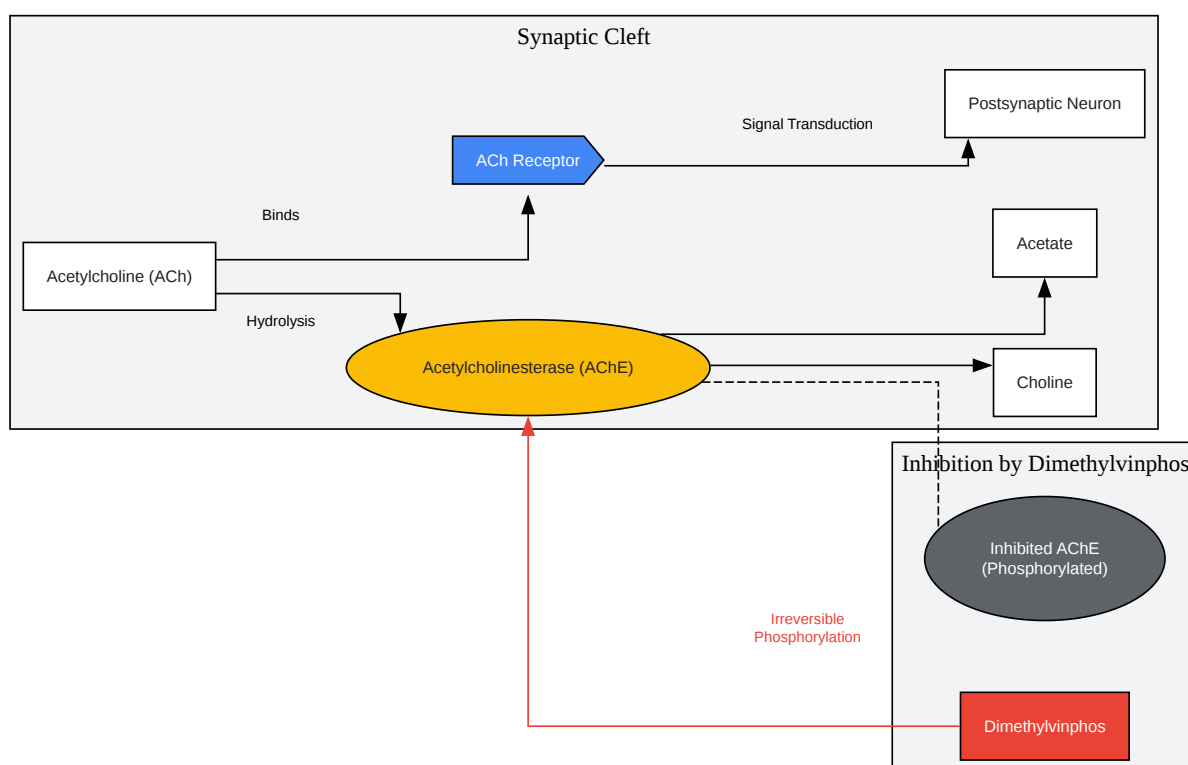 Synaptic Cleft
Postsynaptic Neuron
Signal Transduction
ACh Receptor
Binds
Acetate
Acetylcholine (ACh)
Hydrolysis
Acetylcholinesterase (AChE)
Choline
Inhibition by Dimethylvinphos
Inhibited AChE
(Phosphorylated)
Irreversible
Phosphorylation
Dimethylvinphos